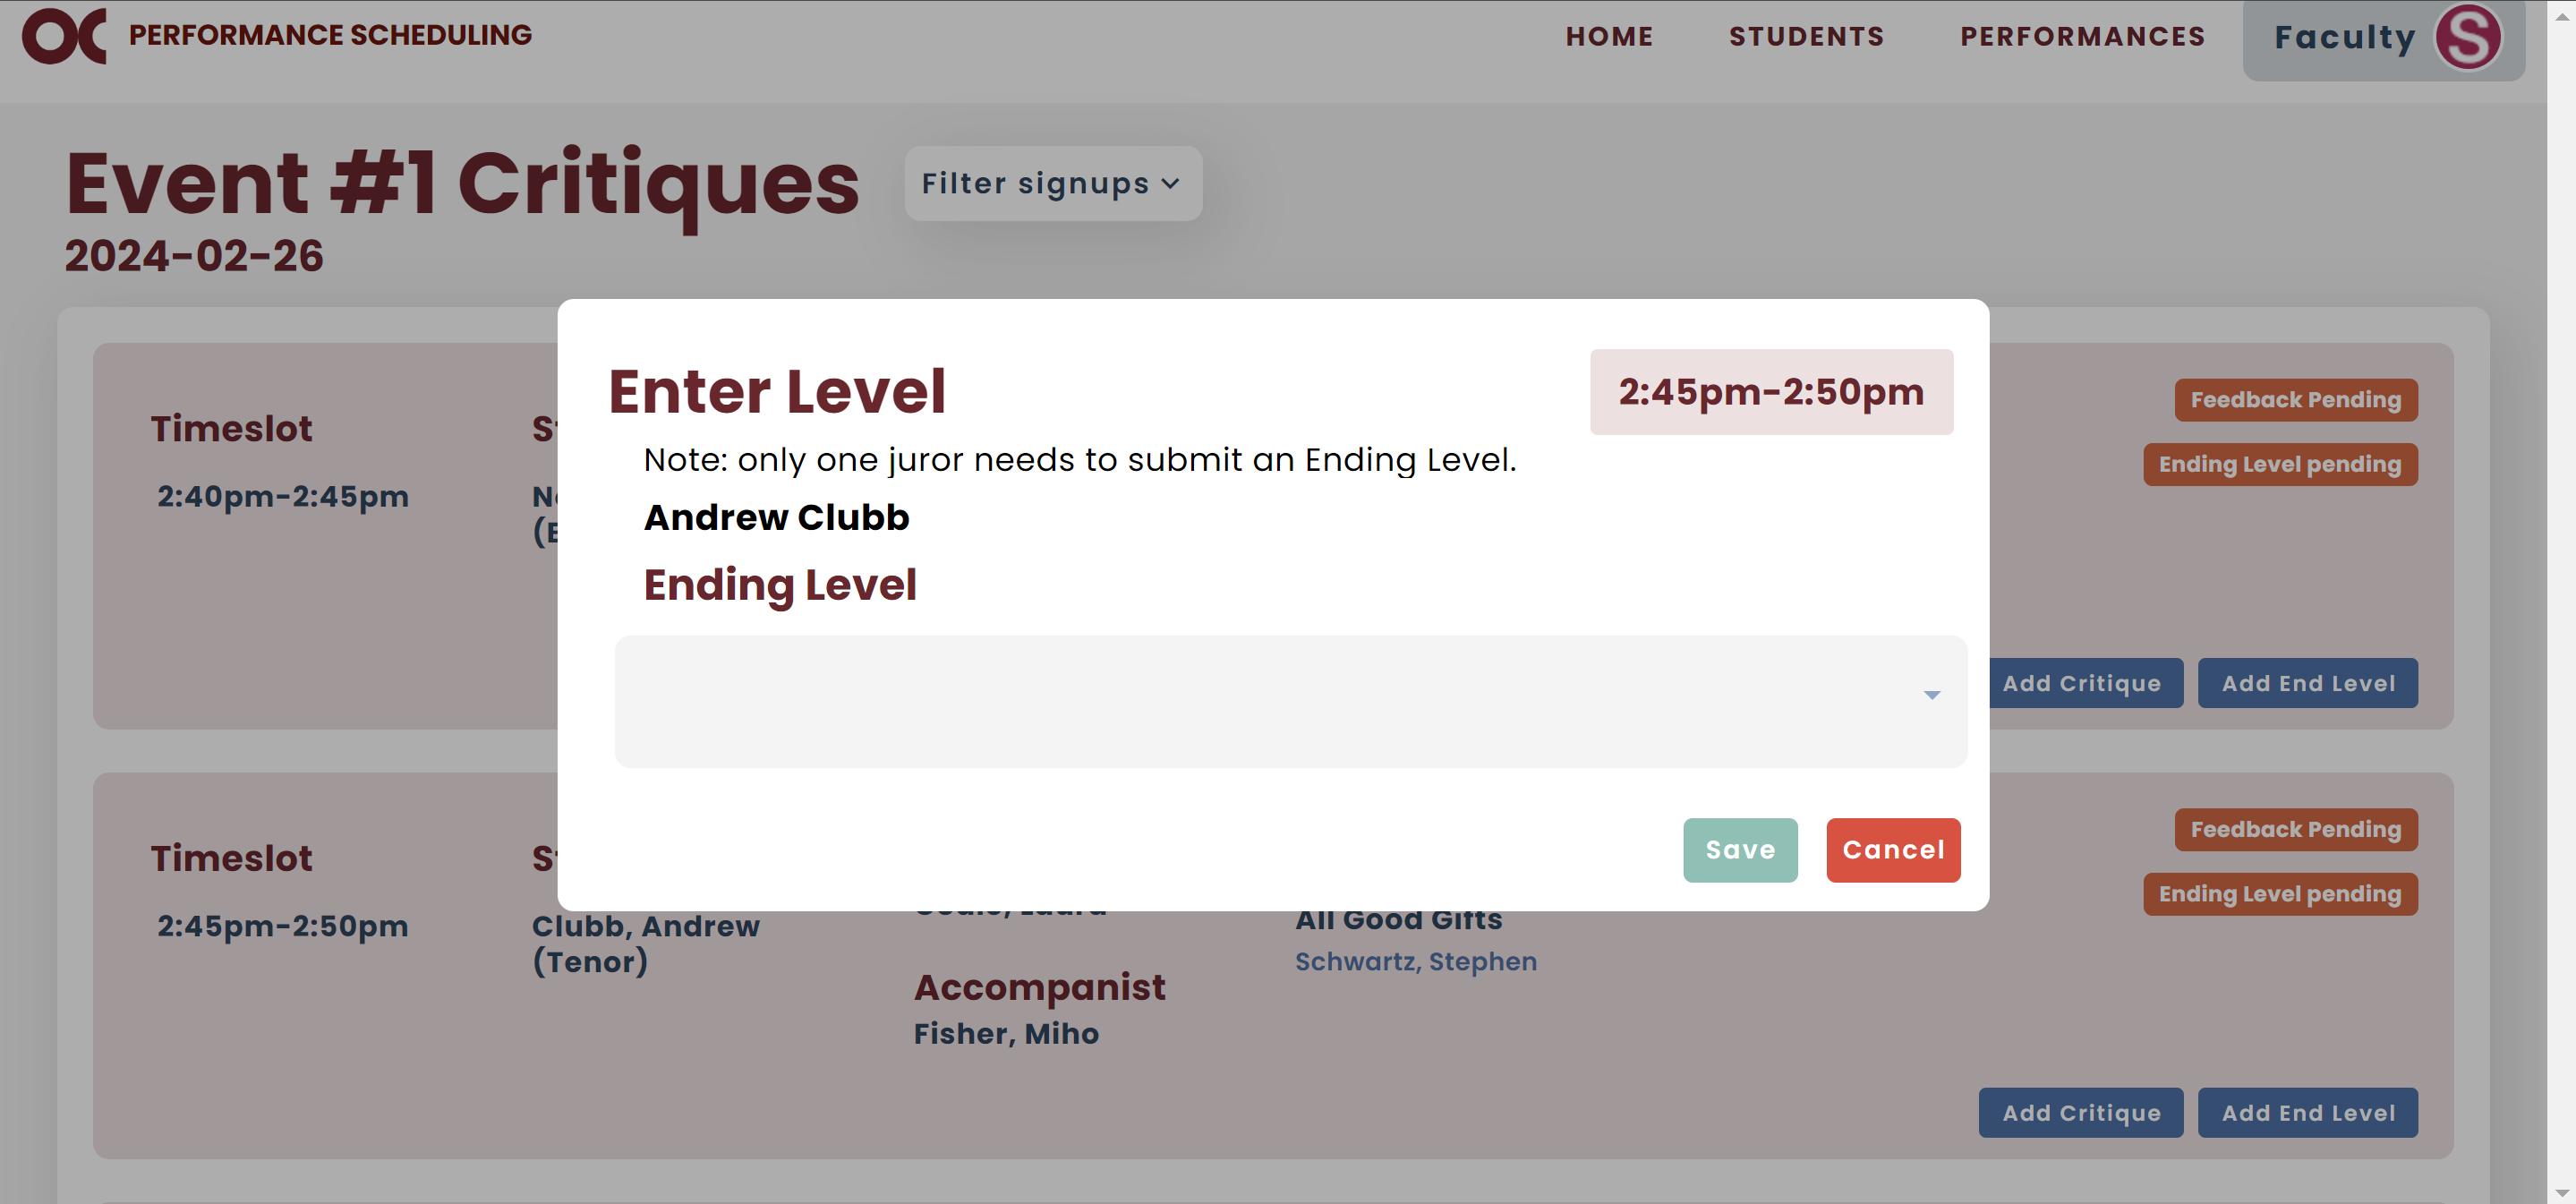 OC PERFORMANCE SCHEDULING
HOME STUDENTS PERFORMANCES Faculty S
Event #1 Critiques
Filter signups
2024-02-26
Timeslot
2:40pm-2:45pm
Feedback Pending
Ending Level pending
Add Critique Add End Level
Enter Level
2:45pm-2:50pm
Note: only one juror needs to submit an Ending Level.
Andrew Clubb
Ending Level
Save Cancel
Timeslot
2:45pm-2:50pm
Clubb, Andrew
(Tenor)
Accompanist
Fisher, Miho
All Good Gifts
Schwartz, Stephen
Feedback Pending
Ending Level pending
Add Critique Add End Level